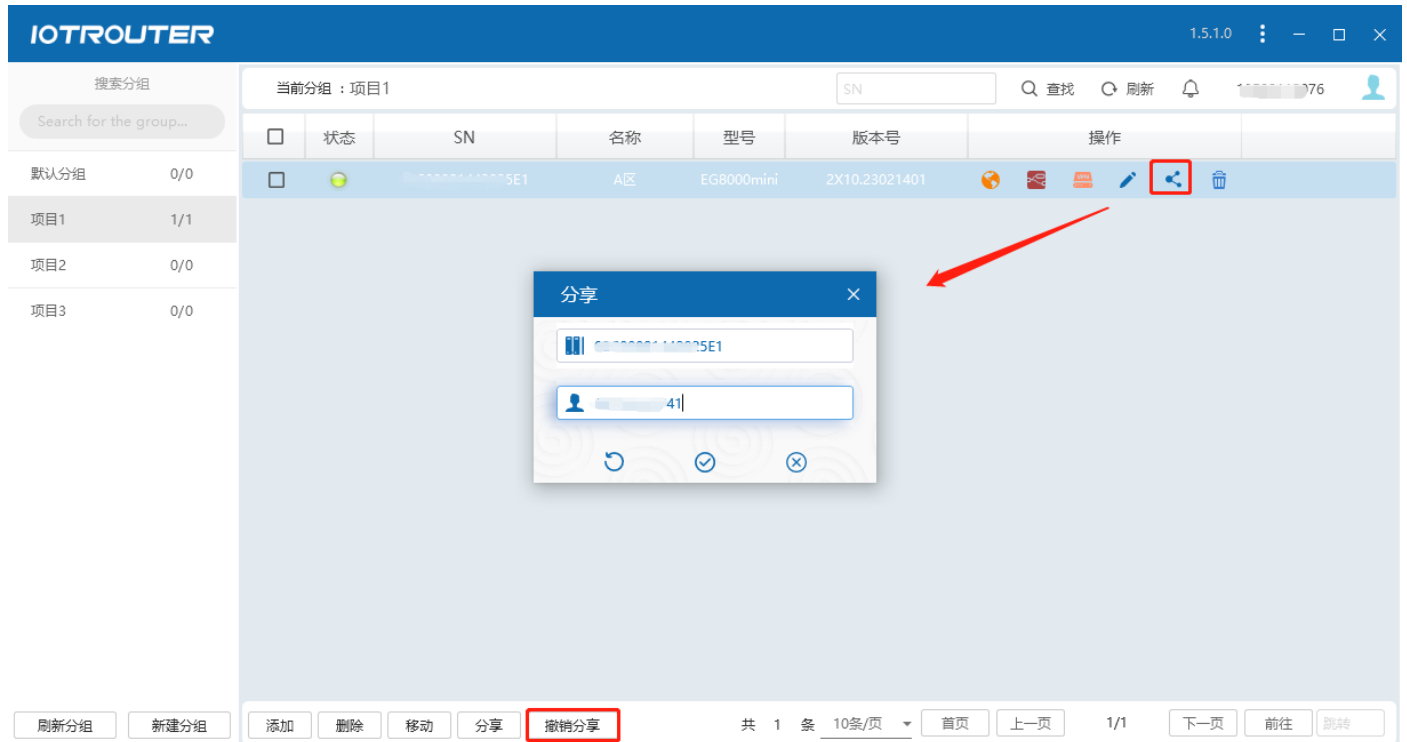 IOTROUTER
1.5.1.0
搜索分组
Search for the group...
默认分组 0/0
项目1 1/1
项目2 0/0
项目3 0/0
当前分组：项目1
SN
查找
刷新
76
状态 SN 名称 型号 版本号 操作
5E1 A区 EG8000mini 2X10.23021401
分享
5E1
41
刷新分组 新建分组 添加 删除 移动 分享 撤销分享 共 1 条 10条/页 首页 上一页 1/1 下一页 前往 跳转